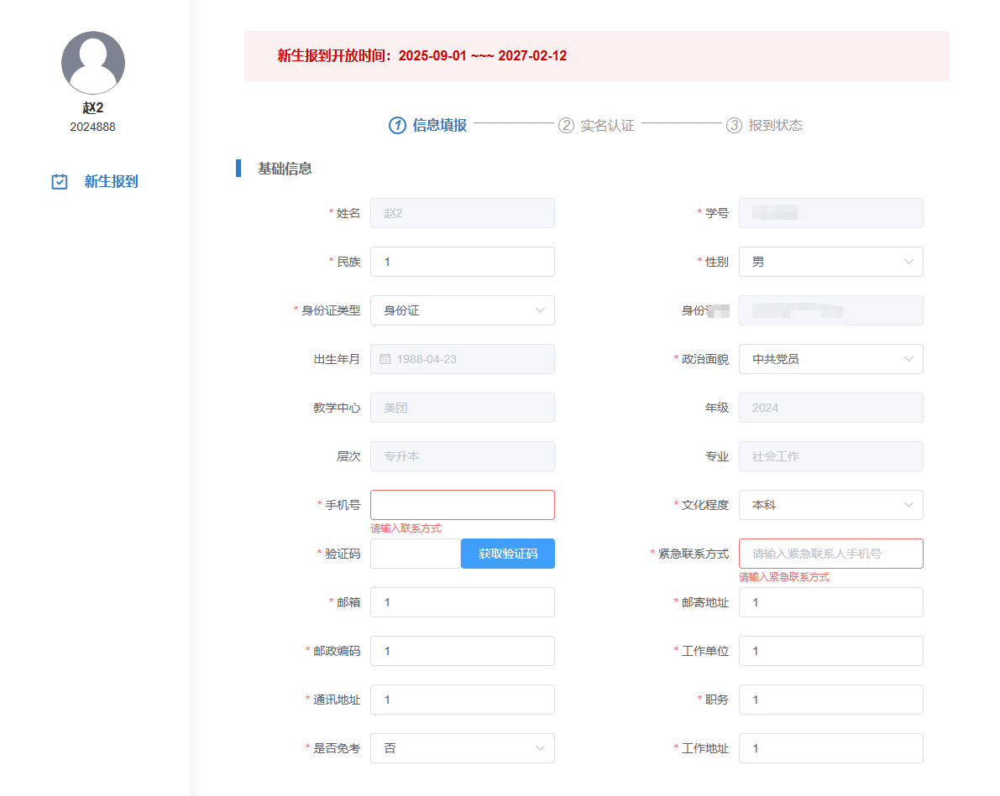 赵2
2024888
新生报到
新生报到开放时间：2025-09-01 ~~~ 2027-02-12
1 信息填报 2 实名认证 3 报到状态
基础信息
* 姓名 赵2 * 学号
* 民族 1 * 性别 男
* 身份证类型 身份证 身份
出生年月 1988-04-23 * 政治面貌 中共党员
教学中心 美团 年级 2024
层次 专升本 专业 社会工作
* 手机号 * 文化程度 本科
请输入联系方式
* 验证码 获取验证码 * 紧急联系方式 请输入紧急联系人手机号
请输入紧急联系方式
* 邮箱 1 * 邮寄地址 1
* 邮政编码 1 * 工作单位 1
* 通讯地址 1 * 职务 1
* 是否免考 否 * 工作地址 1